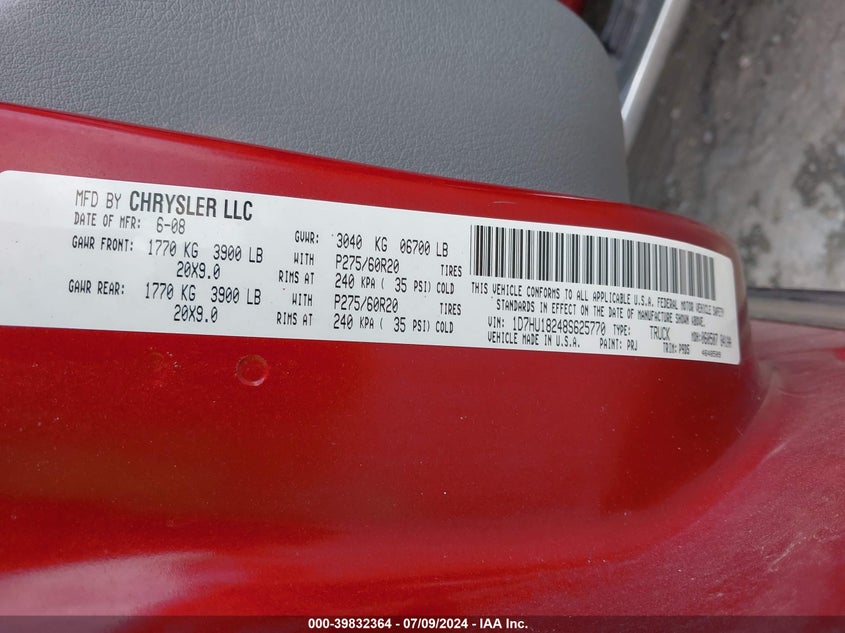 MFD BY CHRYSLER LLC
DATE OF MFR: 6-08 GVWR: 3040 KG 06700 LB
GAWR FRONT: 1770 KG 3900 LB WITH P275/60R20 TIRES
20X9.0 RIMS AT 240 KPA ( 35 PSI) COLD
GAWR REAR: 1770 KG 3900 LB WITH P275/60R20 TIRES
20X9.0 RIMS AT 240 KPA ( 35 PSI) COLD
THIS VEHICLE CONFORMS TO ALL APPLICABLE U.S.A. FEDERAL MOTOR VEHICLE SAFETY
STANDARDS IN EFFECT ON THE DATE OF MANUFACTURE SHOWN ABOVE.
VIN: 1D7HU18248S625770 TYPE: TRUCK MDH:
MADE IN U.S.A. PAINT: PRJ TRIM:
000-39832364 / 07/09/2024 - IAA Inc.